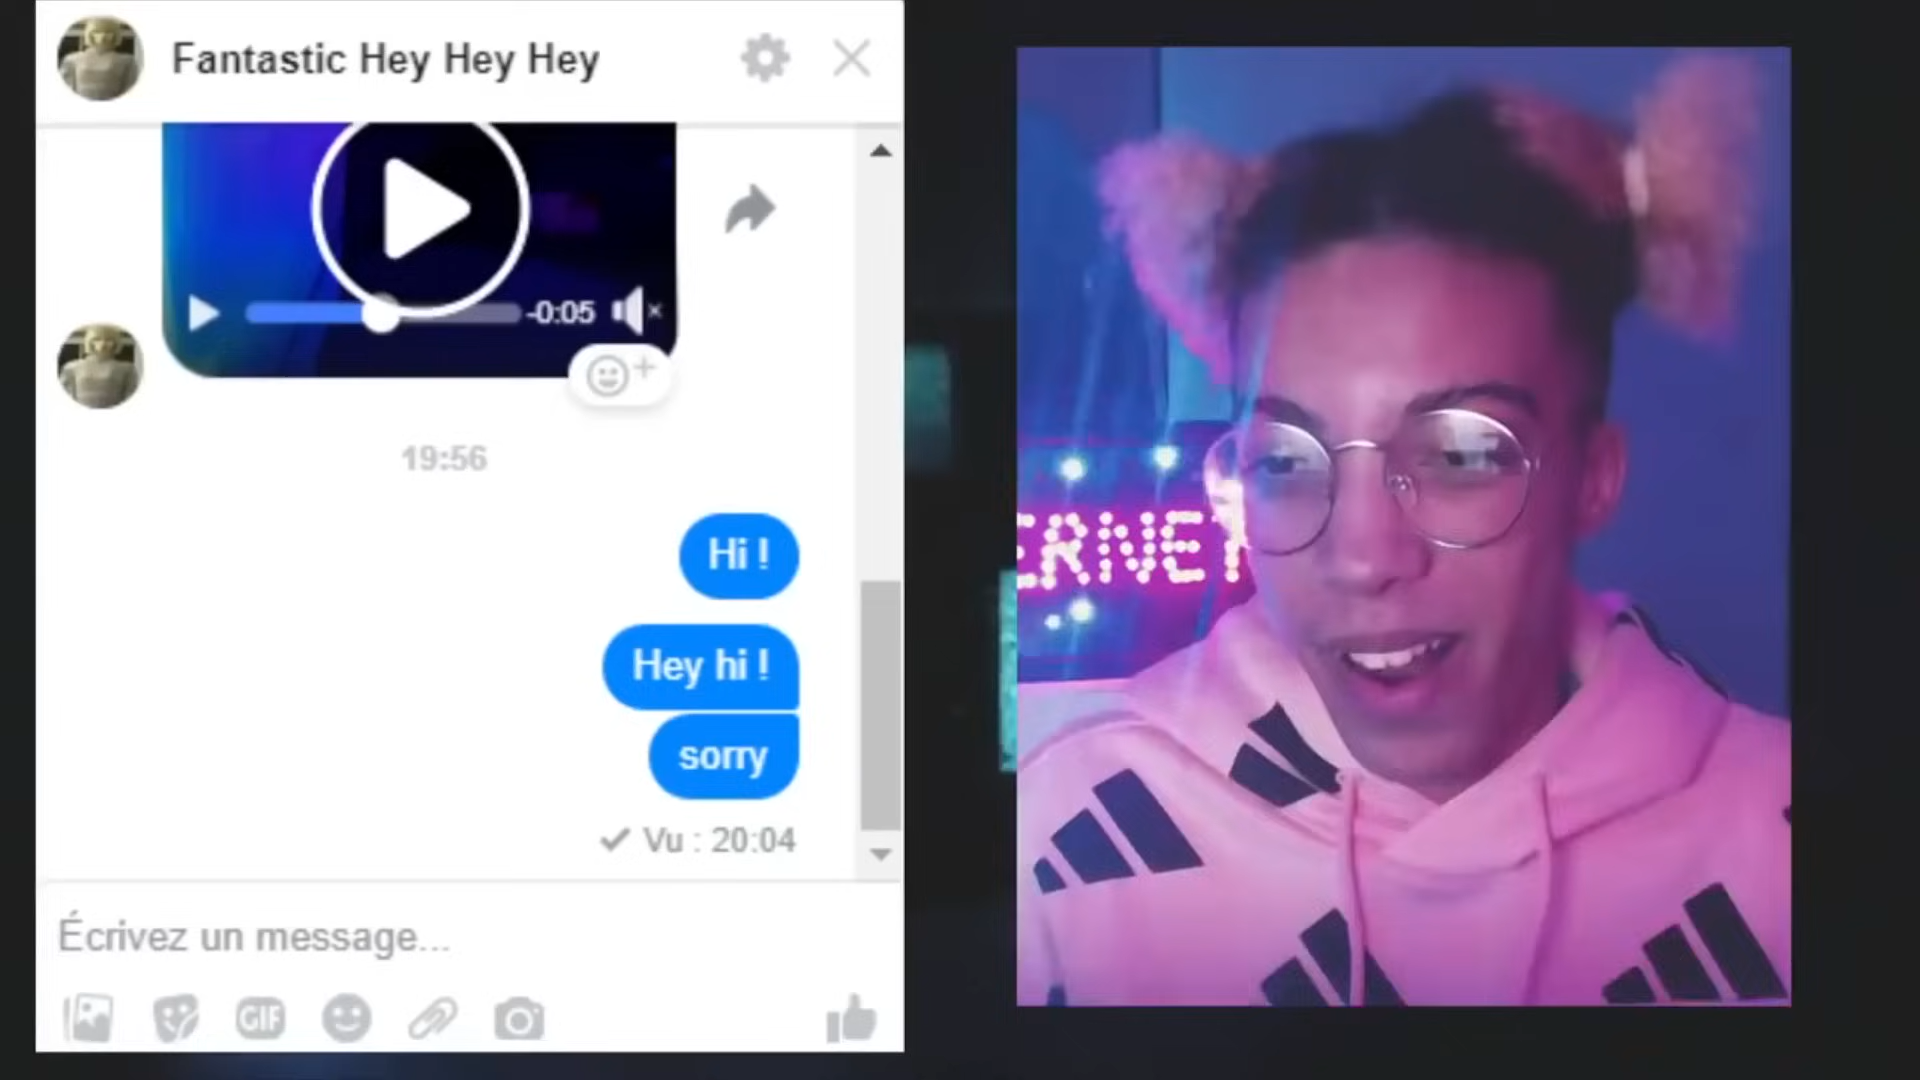 Fantastic Hey Hey Hey
-0:05
19:56
Hi !
Hey hi !
sorry
Vu : 20:04
Écrivez un message...
GIF
ERNET